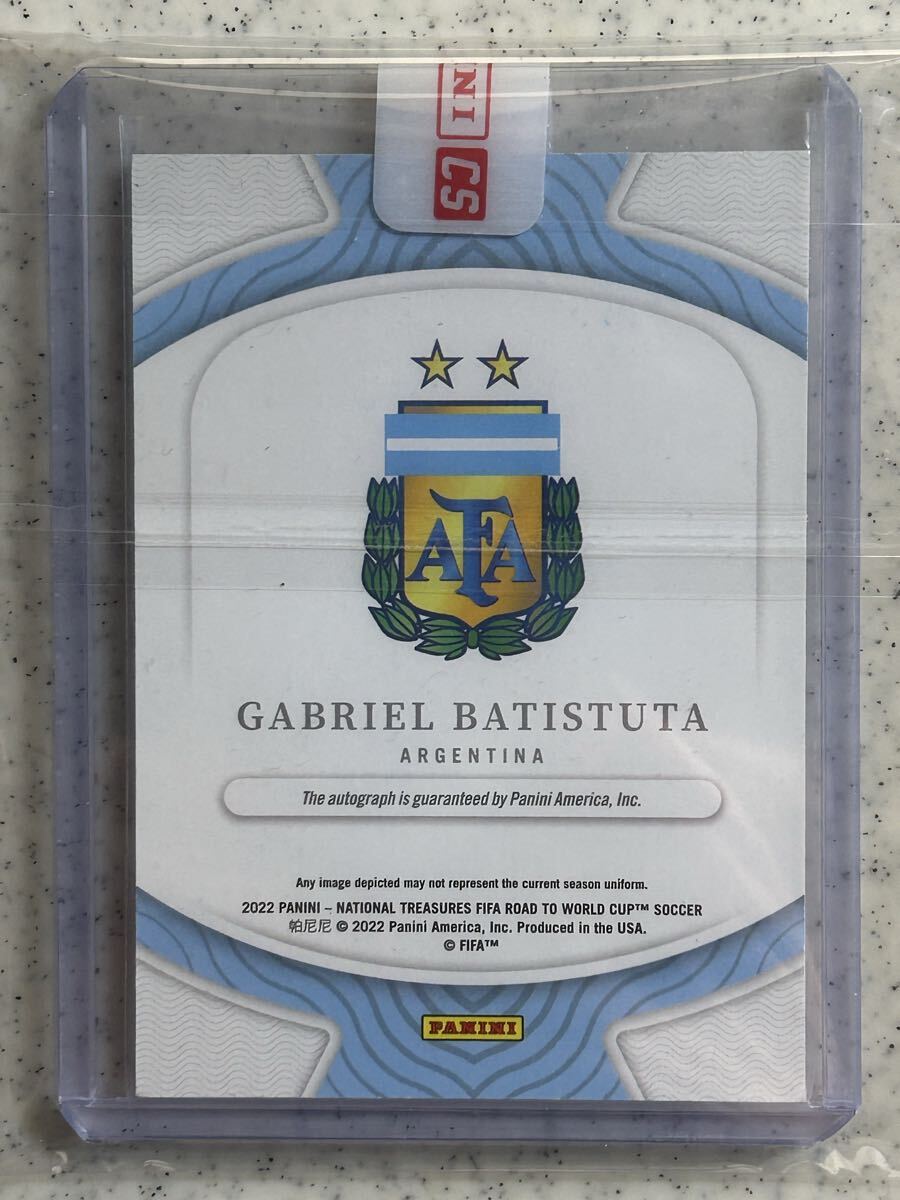 NINI
CS
AFA
GABRIEL BATISTUTA
ARGENTINA
The autograph is guaranteed by Panini America, Inc.
Any image depicted may not represent the current season uniform.
2022 PANINI – NATIONAL TREASURES FIFA ROAD TO WORLD CUP™ SOCCER
帕尼尼 © 2022 Panini America, Inc. Produced in the USA.
© FIFA™
PANINI